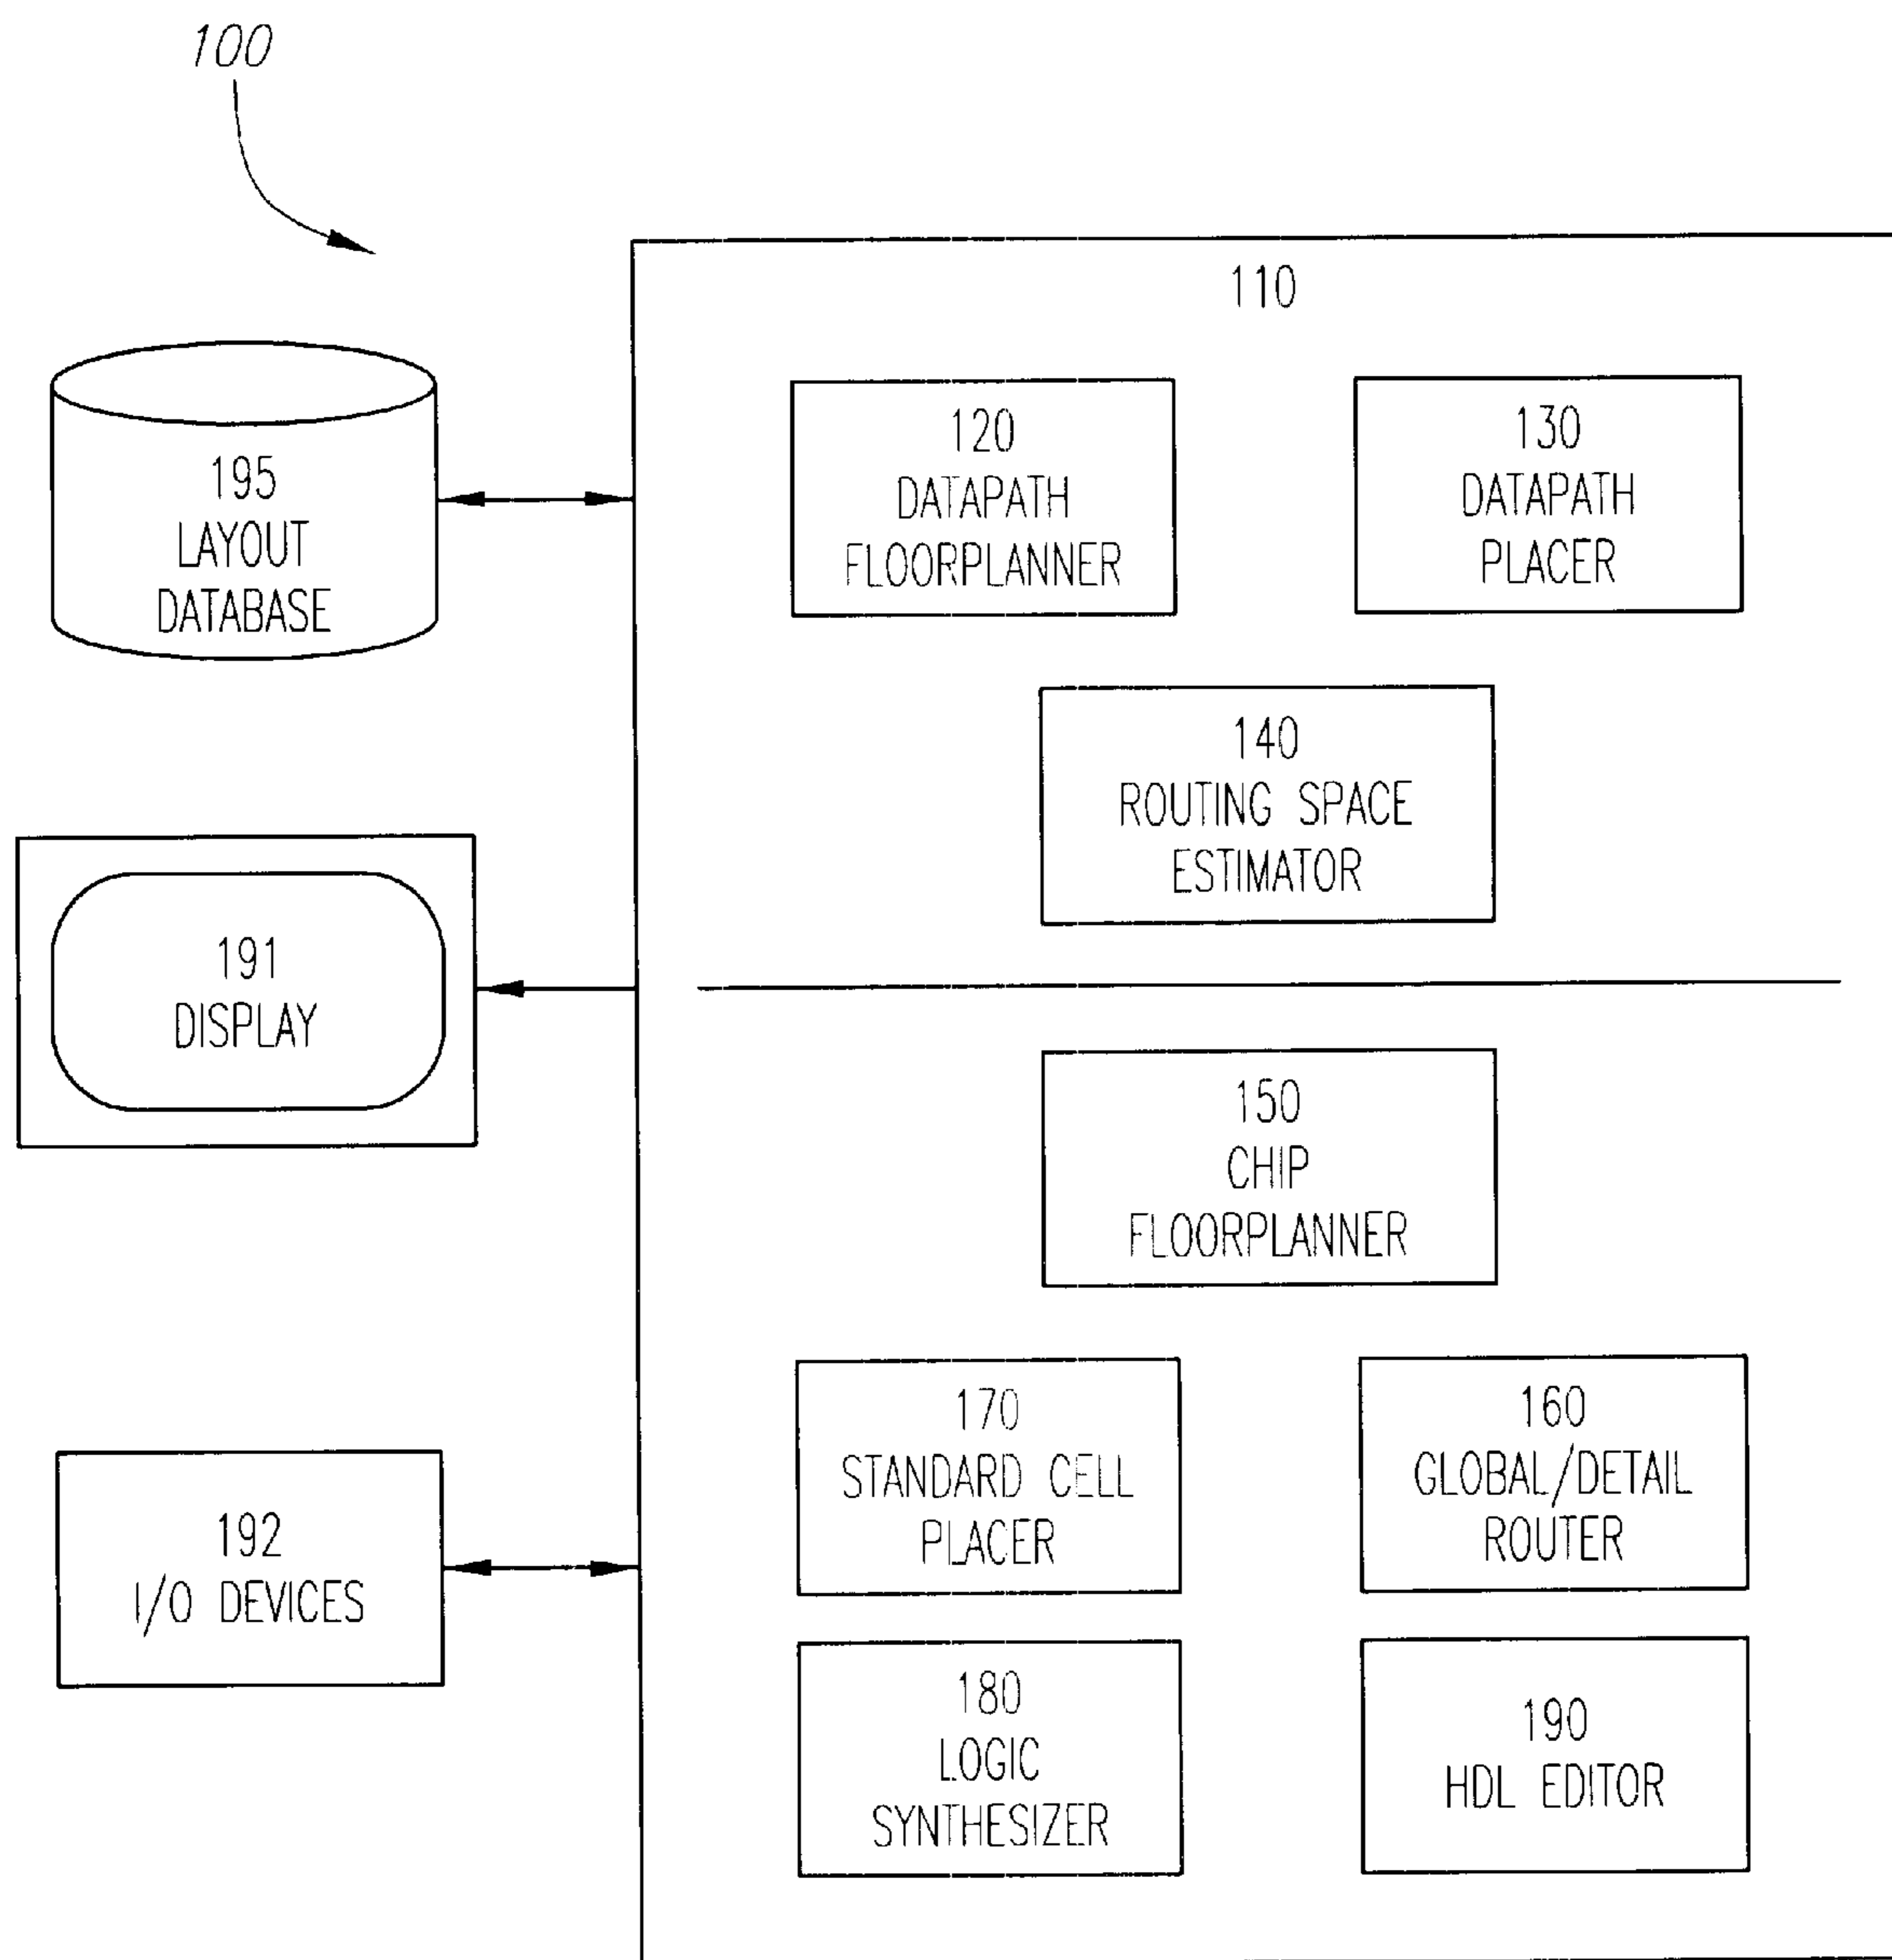 100
110
195
LAYOUT
DATABASE
120
DATAPATH
FLOORPLANNER
130
DATAPATH
PLACER
140
ROUTING SPACE
ESTIMATOR
191
DISPLAY
150
CHIP
FLOORPLANNER
192
I/O DEVICES
170
STANDARD CELL
PLACER
160
GLOBAL/DETAIL
ROUTER
180
LOGIC
SYNTHESIZER
190
HDL EDITOR